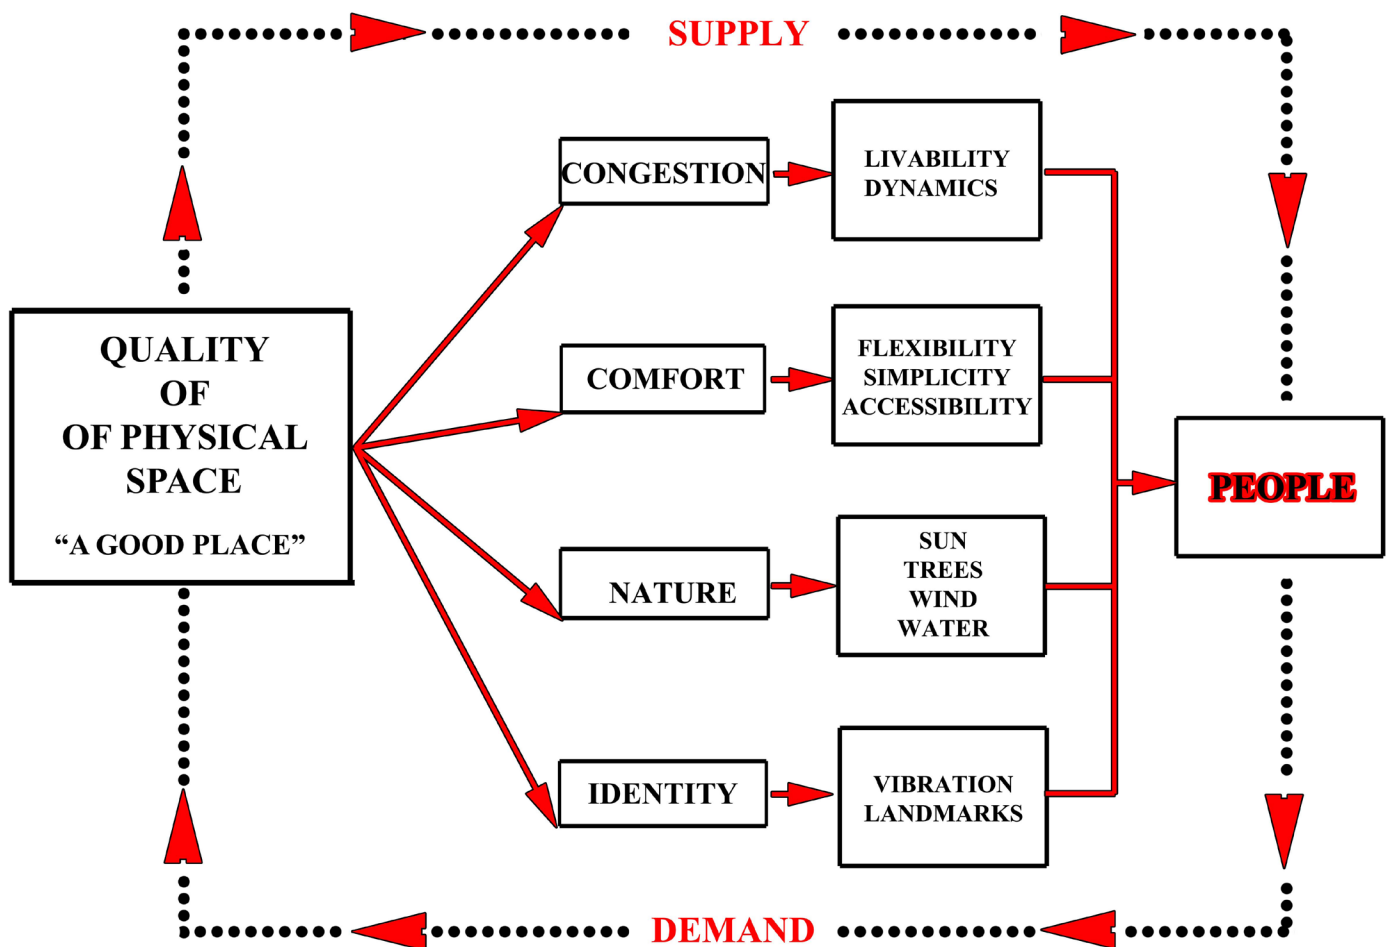 SUPPLY
QUALITY
OF
OF PHYSICAL
SPACE
“A GOOD PLACE”
CONGESTION
LIVABILITY
DYNAMICS
COMFORT
FLEXIBILITY
SIMPLICITY
ACCESSIBILITY
NATURE
SUN
TREES
WIND
WATER
IDENTITY
VIBRATION
LANDMARKS
PEOPLE
DEMAND